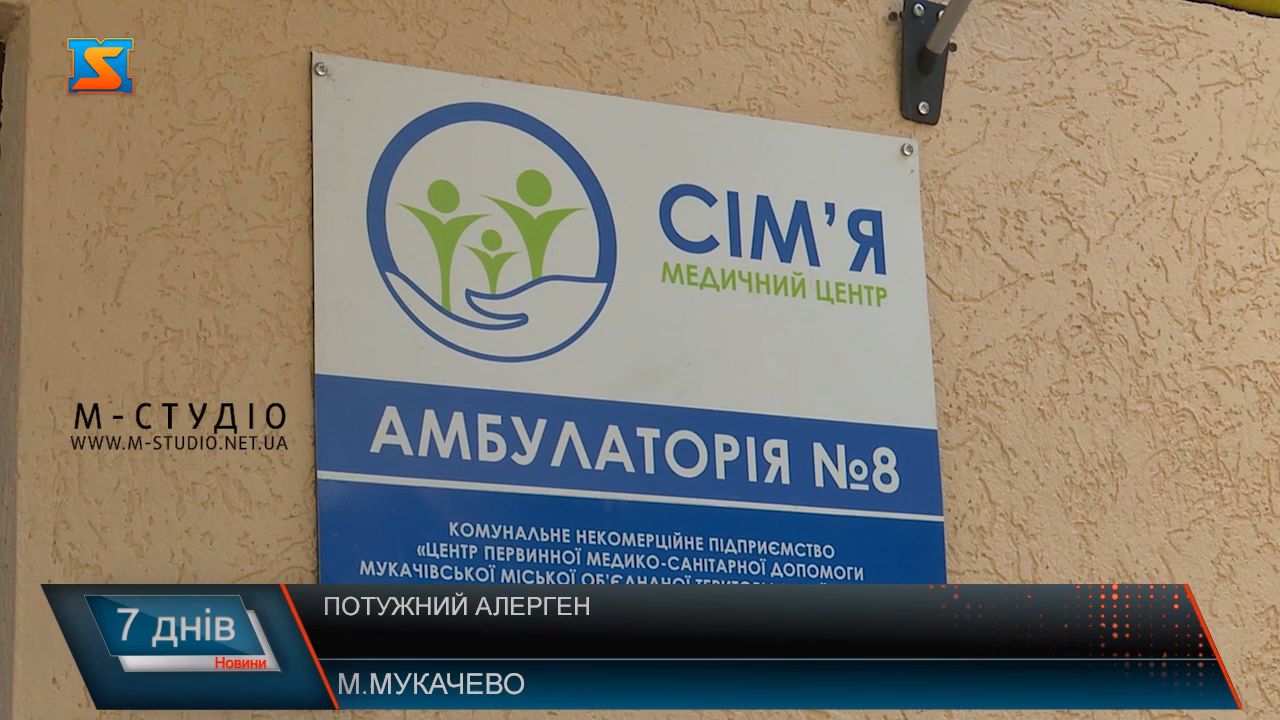 СІМ’Я
МЕДИЧНИЙ ЦЕНТР
М-СТУДІО
WWW.M-STUDIO.NET.UA
АМБУЛАТОРІЯ №8
КОМУНАЛЬНЕ НЕКОМЕРЦІЙНЕ ПІДПРИЄМСТВО
«ЦЕНТР ПЕРВИННОЇ МЕДИКО-САНІТАРНОЇ ДОПОМОГИ
МУКАЧІВСЬКОЇ МІСЬКОЇ ОБ’ЄДНАНОЇ
7 днів
Новини
ПОТУЖНИЙ АЛЕРГЕН
М.МУКАЧЕВО